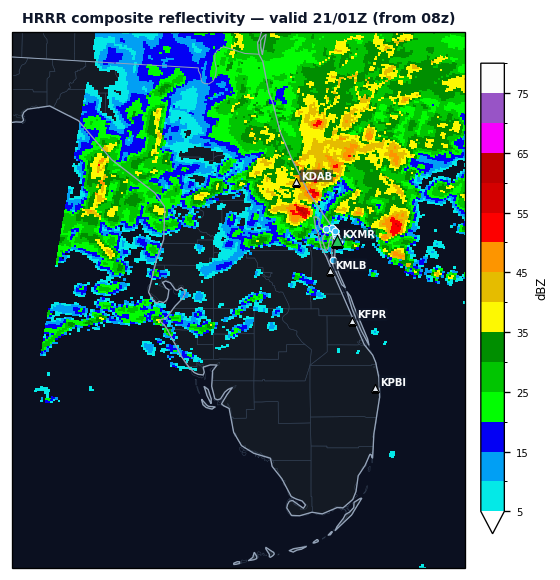 HRRR composite reflectivity — valid 21/01Z (from 08z)
75
65
55
45
35
25
15
5
dBZ
KDAB
KXMR
KMLB
KFPR
KPBI